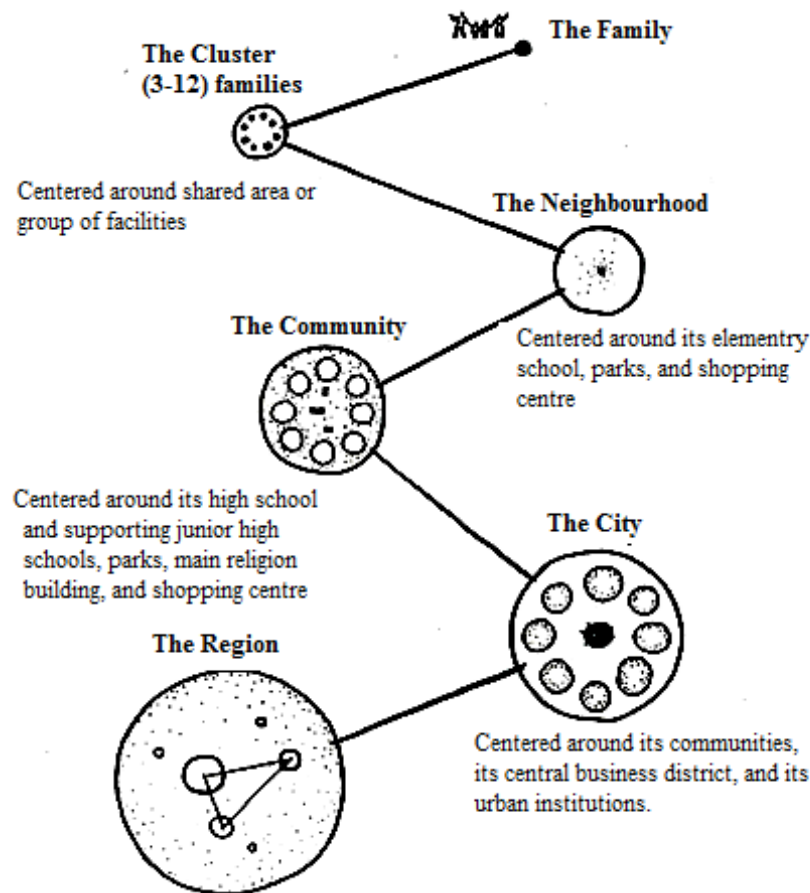 The Family
The Cluster
(3-12) families
Centered around shared area or
group of facilities
The Neighbourhood
Centered around its elementry
school, parks, and shopping
centre
The Community
Centered around its high school
and supporting junior high
schools, parks, main religion
building, and shopping centre
The City
Centered around its communities,
its central business district, and its
urban institutions.
The Region